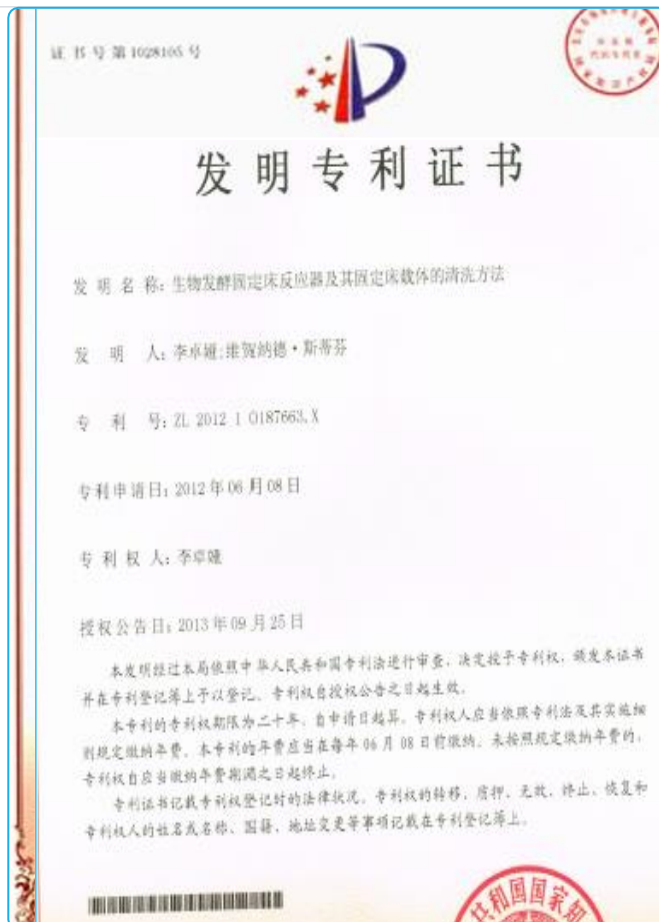 证书号第1028105号
发明专利证书
发 明 名 称：生物发酵固定床反应器及其固定床载体的清洗方法
发 明 人：李卓娅;维贺纳德·斯蒂芬
专 利 号：ZL 2012 1 0187663.X
专利申请日：2012年06月08日
专 利 权 人：李卓娅
授权公告日：2013年09月25日
本发明经过本局依照中华人民共和国专利法进行审查，决定授予专利权，颁发本证书
并在专利登记簿上予以登记。专利权自授权公告之日起生效。
本专利的专利权期限为二十年，自申请日起算。专利权人应当依照专利法及其实施细
则规定缴纳年费。本专利的年费应当在每年06月08日前缴纳。未按照规定缴纳年费的，
专利权自应当缴纳年费期满之日起终止。
专利证书记载专利权登记时的法律状况。专利权的转移、质押、无效、终止、恢复和
专利权人的姓名或名称、国籍、地址变更等事项记载在专利登记簿上。
共和国国家知